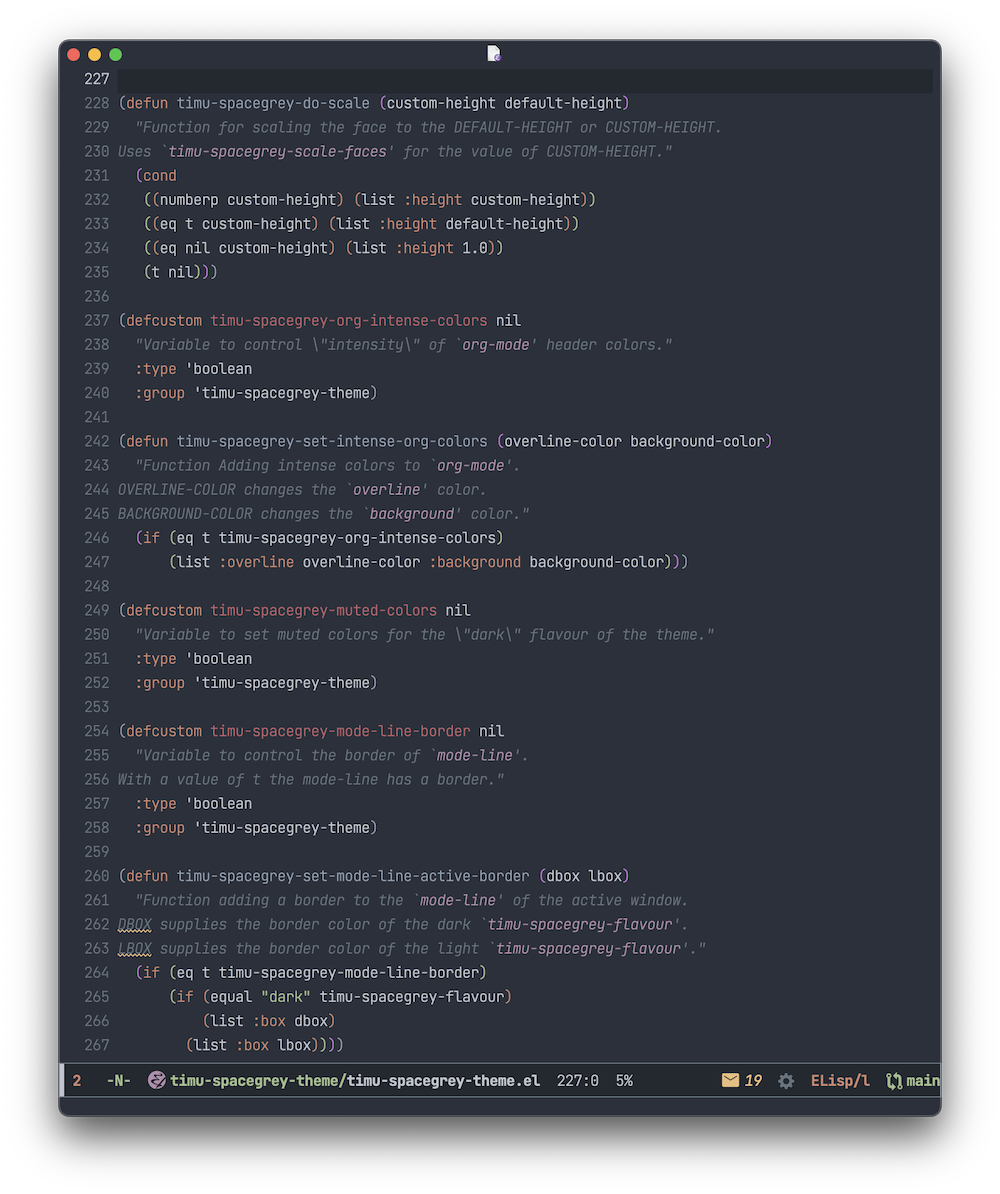 227
228 (defun timu-spacegrey-do-scale (custom-height default-height)
229   "Function for scaling the face to the DEFAULT-HEIGHT or CUSTOM-HEIGHT.
230 Uses `timu-spacegrey-scale-faces' for the value of CUSTOM-HEIGHT."
231   (cond
232    ((numberp custom-height) (list :height custom-height))
233    ((eq t custom-height) (list :height default-height))
234    ((eq nil custom-height) (list :height 1.0))
235    (t nil)))
236
237 (defcustom timu-spacegrey-org-intense-colors nil
238   "Variable to control \"intensity\" of `org-mode' header colors."
239   :type 'boolean
240   :group 'timu-spacegrey-theme)
241
242 (defun timu-spacegrey-set-intense-org-colors (overline-color background-color)
243   "Function Adding intense colors to `org-mode'.
244 OVERLINE-COLOR changes the `overline' color.
245 BACKGROUND-COLOR changes the `background' color."
246   (if (eq t timu-spacegrey-org-intense-colors)
247       (list :overline overline-color :background background-color)))
248
249 (defcustom timu-spacegrey-muted-colors nil
250   "Variable to set muted colors for the \"dark\" flavour of the theme."
251   :type 'boolean
252   :group 'timu-spacegrey-theme)
253
254 (defcustom timu-spacegrey-mode-line-border nil
255   "Variable to control the border of `mode-line'.
256 With a value of t the mode-line has a border."
257   :type 'boolean
258   :group 'timu-spacegrey-theme)
259
260 (defun timu-spacegrey-set-mode-line-active-border (dbox lbox)
261   "Function adding a border to the `mode-line' of the active window.
262 DBOX supplies the border color of the dark `timu-spacegrey-flavour'.
263 LBOX supplies the border color of the light `timu-spacegrey-flavour'."
264   (if (eq t timu-spacegrey-mode-line-border)
265       (if (equal "dark" timu-spacegrey-flavour)
266           (list :box dbox)
267         (list :box lbox))))
2 -N- timu-spacegrey-theme/timu-spacegrey-theme.el 227:0 5% 19 ELisp/l main